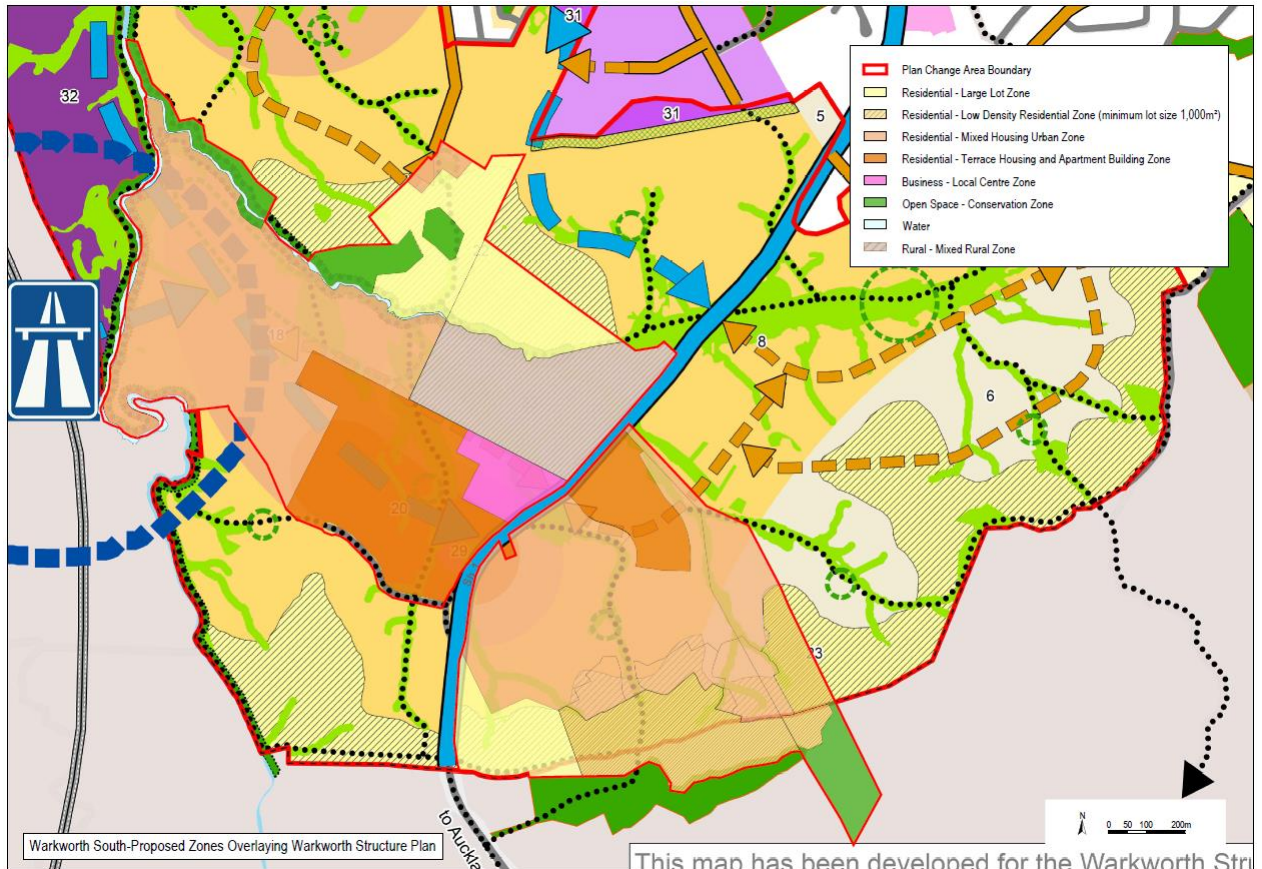 31
32
31
5
Plan Change Area Boundary
Residential - Large Lot Zone
Residential - Low Density Residential Zone (minimum lot size 1,000m²)
Residential - Mixed Housing Urban Zone
Residential - Terrace Housing and Apartment Building Zone
Business - Local Centre Zone
Open Space - Conservation Zone
Water
Rural - Mixed Rural Zone
18
8
6
20
29
23
N
0 50 100 200m
to Auckla
Warkworth South-Proposed Zones Overlaying Warkworth Structure Plan
This map has been developed for the Warkworth Stru